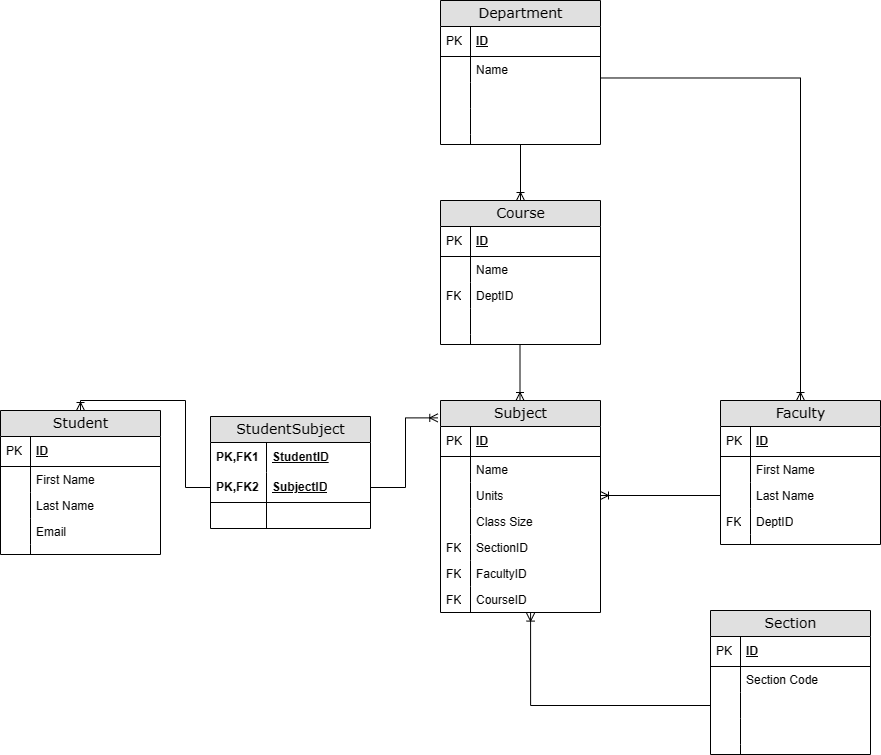 Department
PK ID
Name
Course
PK ID
Name
FK DeptID
Student
PK ID
First Name
Last Name
Email
StudentSubject
PK,FK1 StudentID
PK,FK2 SubjectID
Subject
PK ID
Name
Units
Class Size
FK SectionID
FK FacultyID
FK CourseID
Faculty
PK ID
First Name
Last Name
FK DeptID
Section
PK ID
Section Code